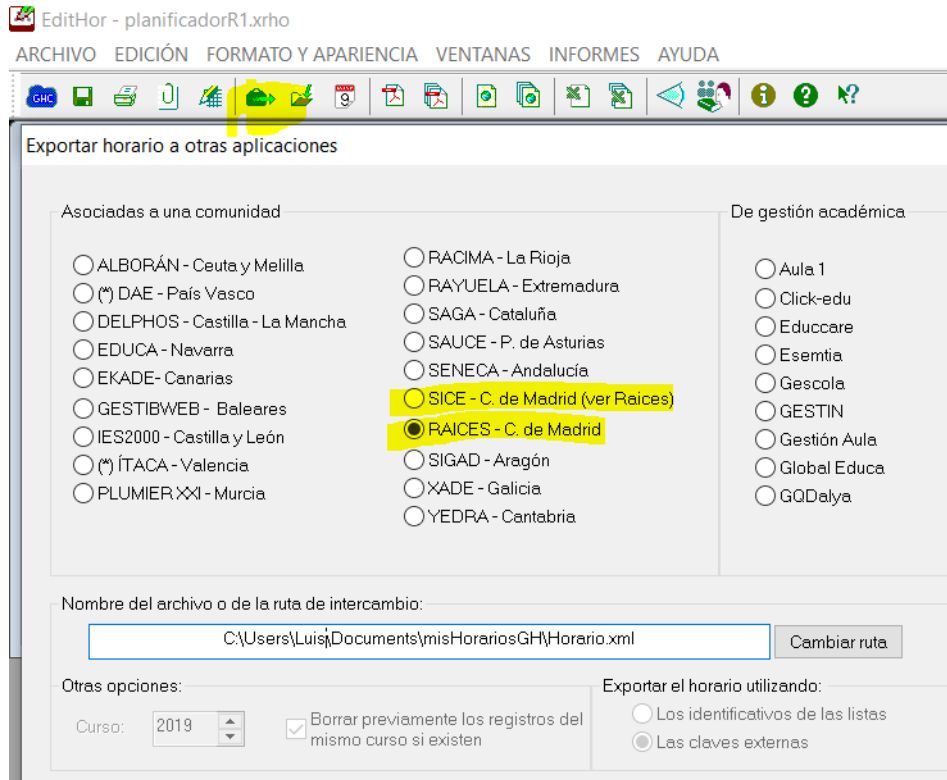 EditHor - planificadorR1.xrho
ARCHIVO EDICIÓN FORMATO Y APARIENCIA VENTANAS INFORMES AYUDA
GHC
9
Exportar horario a otras aplicaciones
Asociadas a una comunidad
ALBORÁN - Ceuta y Melilla
(*) DAE - País Vasco
DELPHOS - Castilla - La Mancha
EDUCA - Navarra
EKADE- Canarias
GESTIBWEB - Baleares
IES2000 - Castilla y León
(*) ÍTACA - Valencia
PLUMIER XXI - Murcia
RACIMA - La Rioja
RAYUELA - Extremadura
SAGA - Cataluña
SAUCE - P. de Asturias
SENECA - Andalucía
SICE - C. de Madrid (ver Raices)
RAICES - C. de Madrid
SIGAD - Aragón
XADE - Galicia
YEDRA - Cantabria
De gestión académica
Aula 1
Click-edu
Educcare
Esemtia
Gescola
GESTIN
Gestión Aula
Global Educa
GQDalya
Nombre del archivo o de la ruta de intercambio:
C:\Users\Luis\Documents\misHorariosGH\Horario.xml
Cambiar ruta
Otras opciones:
Curso: 2019
Borrar previamente los registros del
mismo curso si existen
Exportar el horario utilizando:
Los identificativos de las listas
Las claves externas